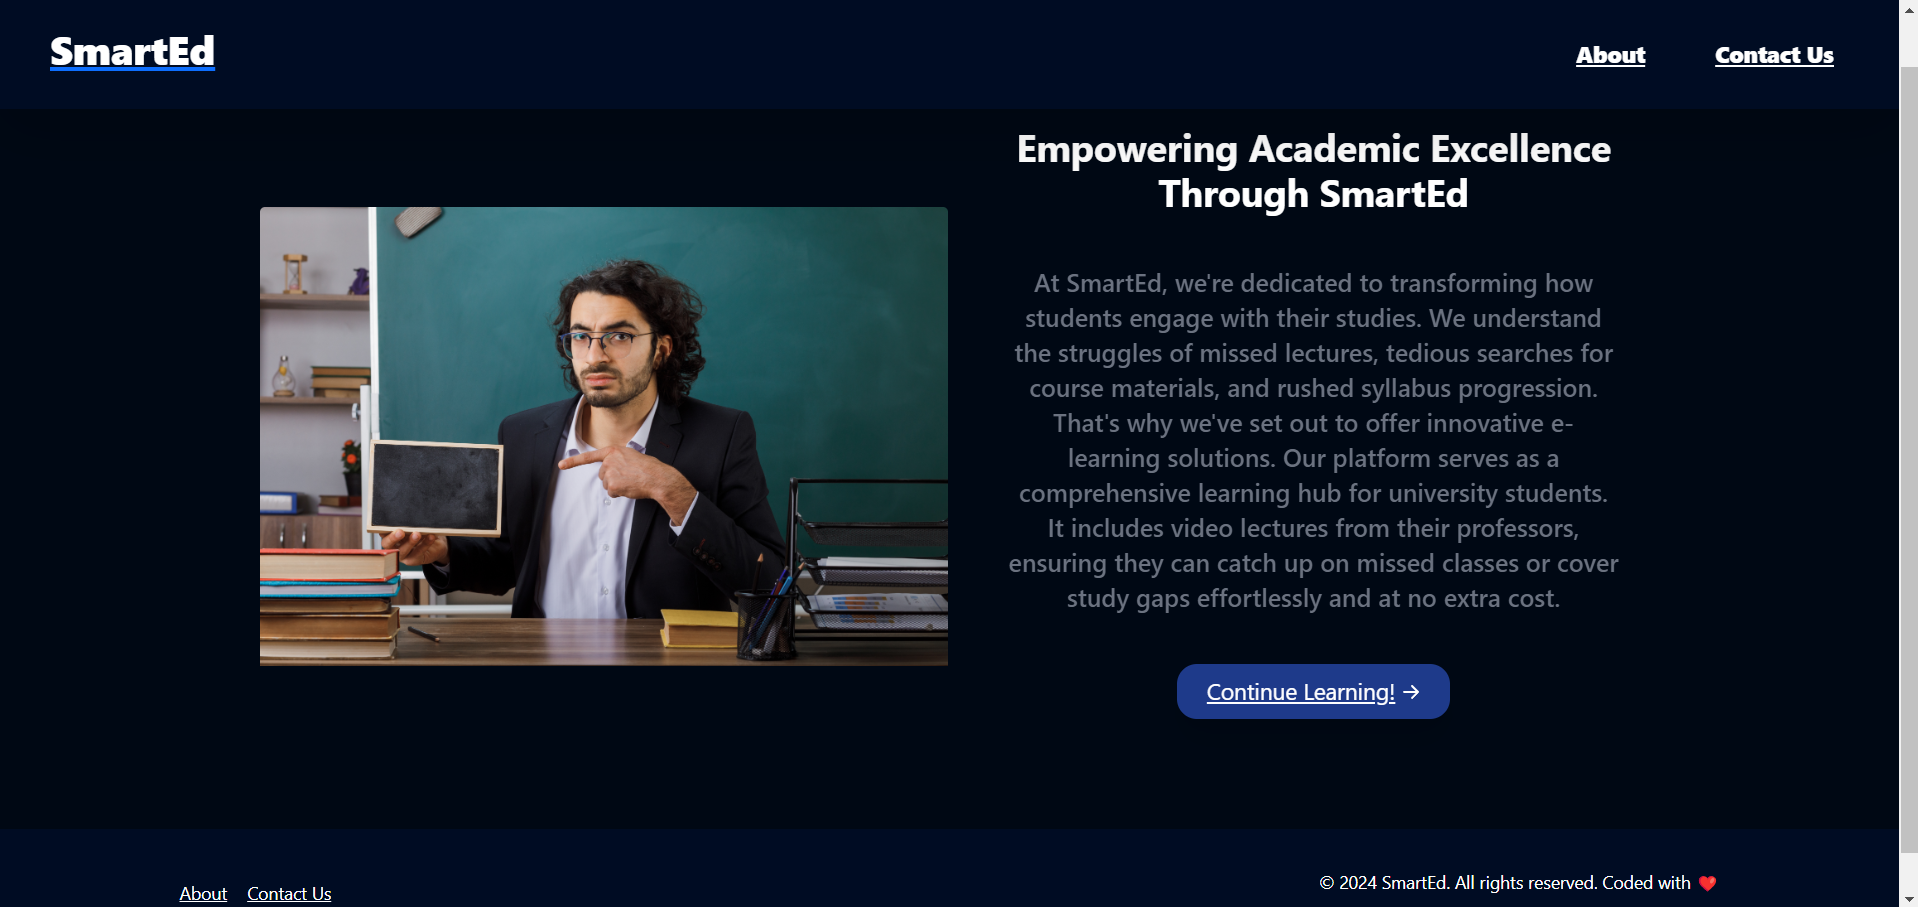 SmartEd
About
Contact Us
Empowering Academic Excellence
Through SmartEd
At SmartEd, we're dedicated to transforming how
students engage with their studies. We understand
the struggles of missed lectures, tedious searches for
course materials, and rushed syllabus progression.
That's why we've set out to offer innovative e-
learning solutions. Our platform serves as a
comprehensive learning hub for university students.
It includes video lectures from their professors,
ensuring they can catch up on missed classes or cover
study gaps effortlessly and at no extra cost.
Continue Learning! →
About
Contact Us
© 2024 SmartEd. All rights reserved. Coded with ❤️